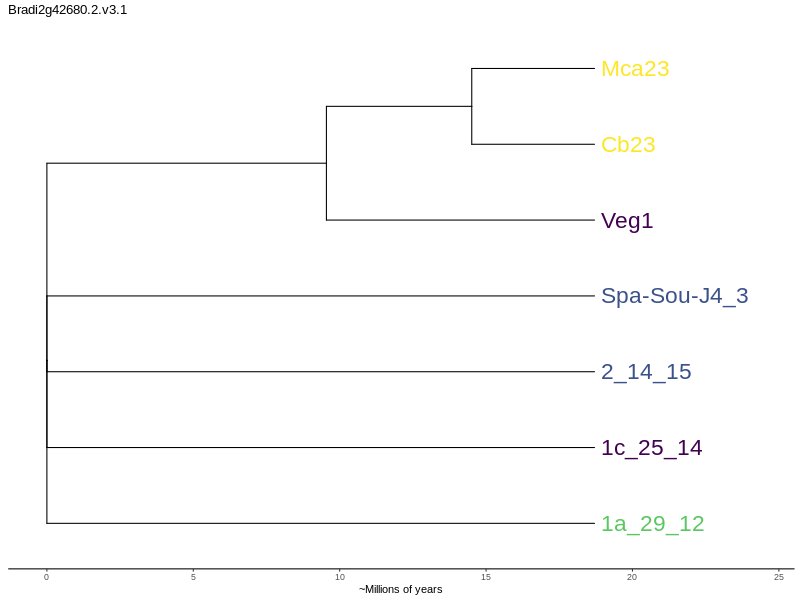 Bradi2g42680.2.v3.1
Mca23
Cb23
Veg1
Spa-Sou-J4_3
2_14_15
1c_25_14
1a_29_12
0 5 10 15 20 25
~Millions of years